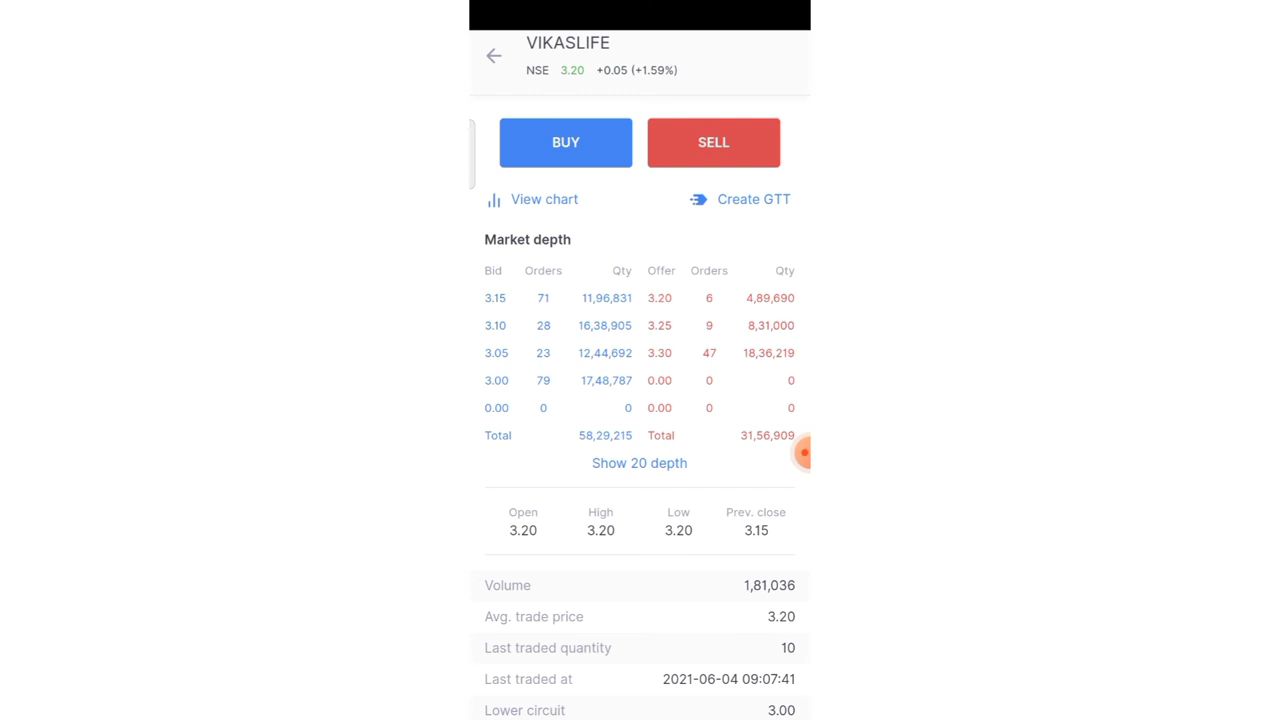 VIKASLIFE
NSE 3.20 +0.05 (+1.59%)
BUY SELL
View chart Create GTT
Market depth
Bid Orders Qty Offer Orders Qty
3.15 71 11,96,831 3.20 6 4,89,690
3.10 28 16,38,905 3.25 9 8,31,000
3.05 23 12,44,692 3.30 47 18,36,219
3.00 79 17,48,787 0.00 0 0
0.00 0 0 0.00 0 0
Total 58,29,215 Total 31,56,909
Show 20 depth
Open High Low Prev. close
3.20 3.20 3.20 3.15
Volume 1,81,036
Avg. trade price 3.20
Last traded quantity 10
Last traded at 2021-06-04 09:07:41
Lower circuit 3.00